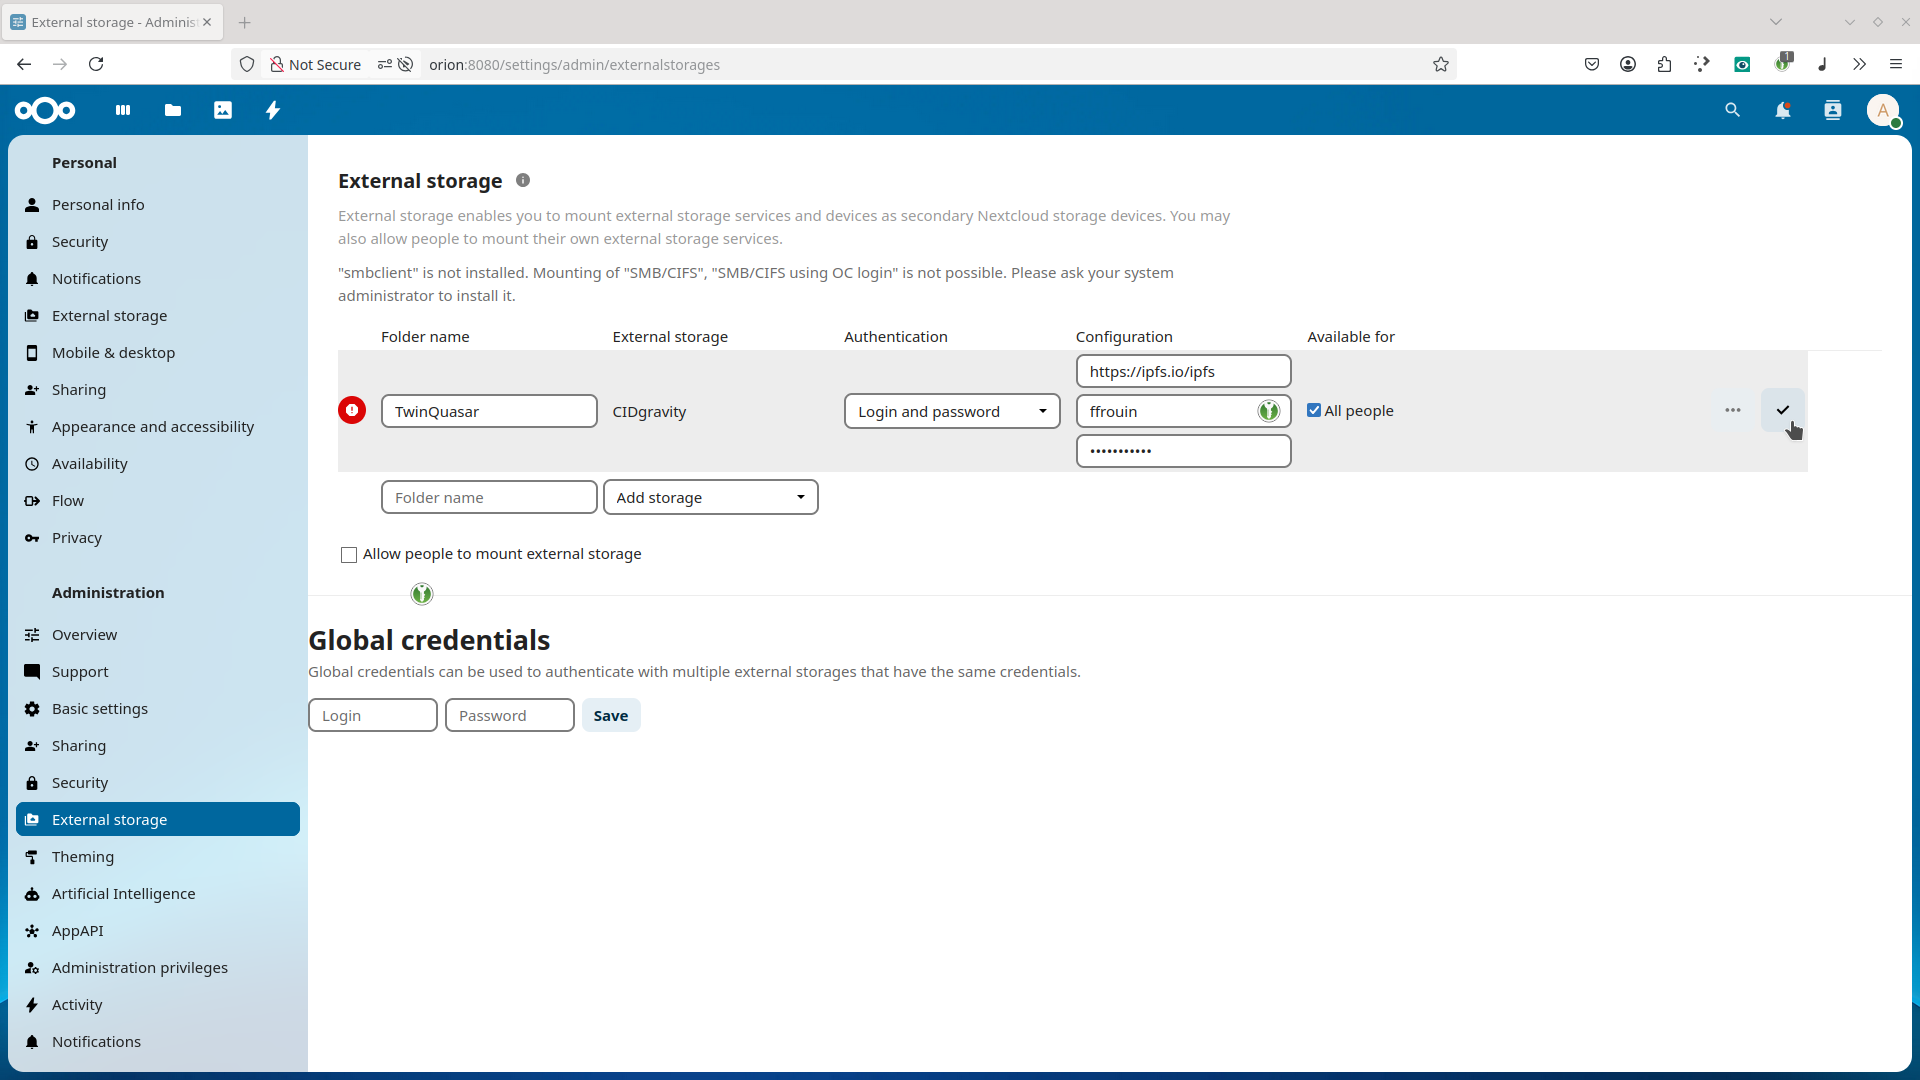 External storage - Adminis
Not Secure
orion:8080/settings/admin/externalstorages
1
A
Personal
Personal info
Security
Notifications
External storage
Mobile & desktop
Sharing
Appearance and accessibility
Availability
Flow
Privacy
Administration
Overview
Support
Basic settings
Sharing
Security
External storage
Theming
Artificial Intelligence
AppAPI
Administration privileges
Activity
Notifications
External storage
External storage enables you to mount external storage services and devices as secondary Nextcloud storage devices. You may
also allow people to mount their own external storage services.
"smbclient" is not installed. Mounting of "SMB/CIFS", "SMB/CIFS using OC login" is not possible. Please ask your system
administrator to install it.
Folder name External storage Authentication Configuration Available for
https://ipfs.io/ipfs
TwinQuasar CIDgravity Login and password ffrouin All people
•••••••••••
Folder name Add storage
Allow people to mount external storage
Global credentials
Global credentials can be used to authenticate with multiple external storages that have the same credentials.
Login Password Save